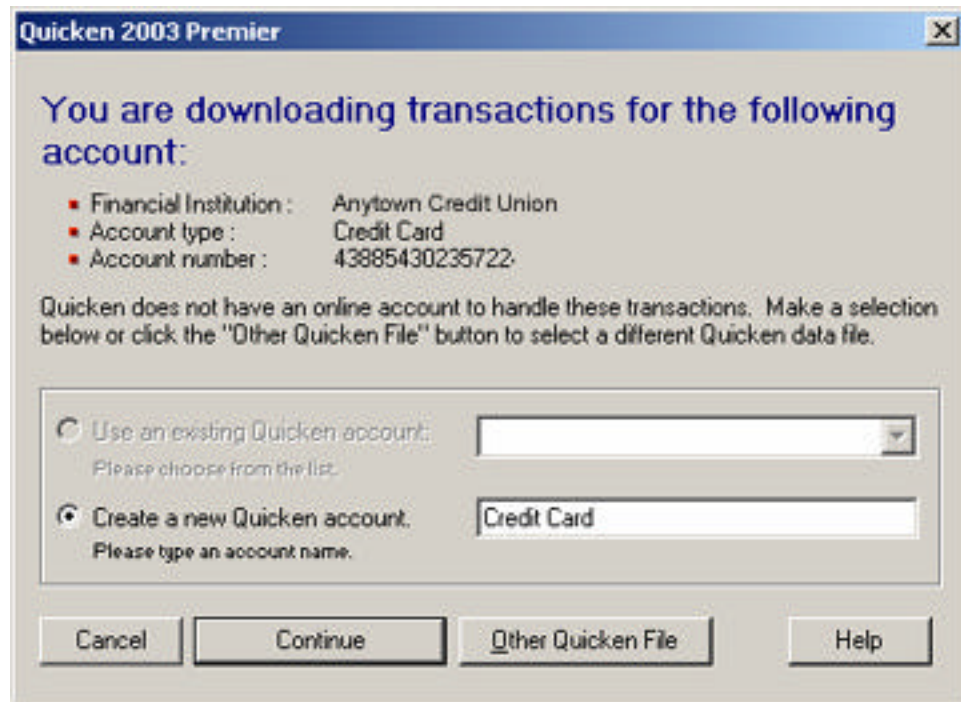 Quicken 2003 Premier
You are downloading transactions for the following
account:
Financial Institution : Anytown Credit Union
Account type : Credit Card
Account number : 43885430235722
Quicken does not have an online account to handle these transactions. Make a selection
below or click the "Other Quicken File" button to select a different Quicken data file.
Use an existing Quicken account:
Please choose from the list.
Create a new Quicken account. Credit Card
Please type an account name.
Cancel Continue Other Quicken File Help